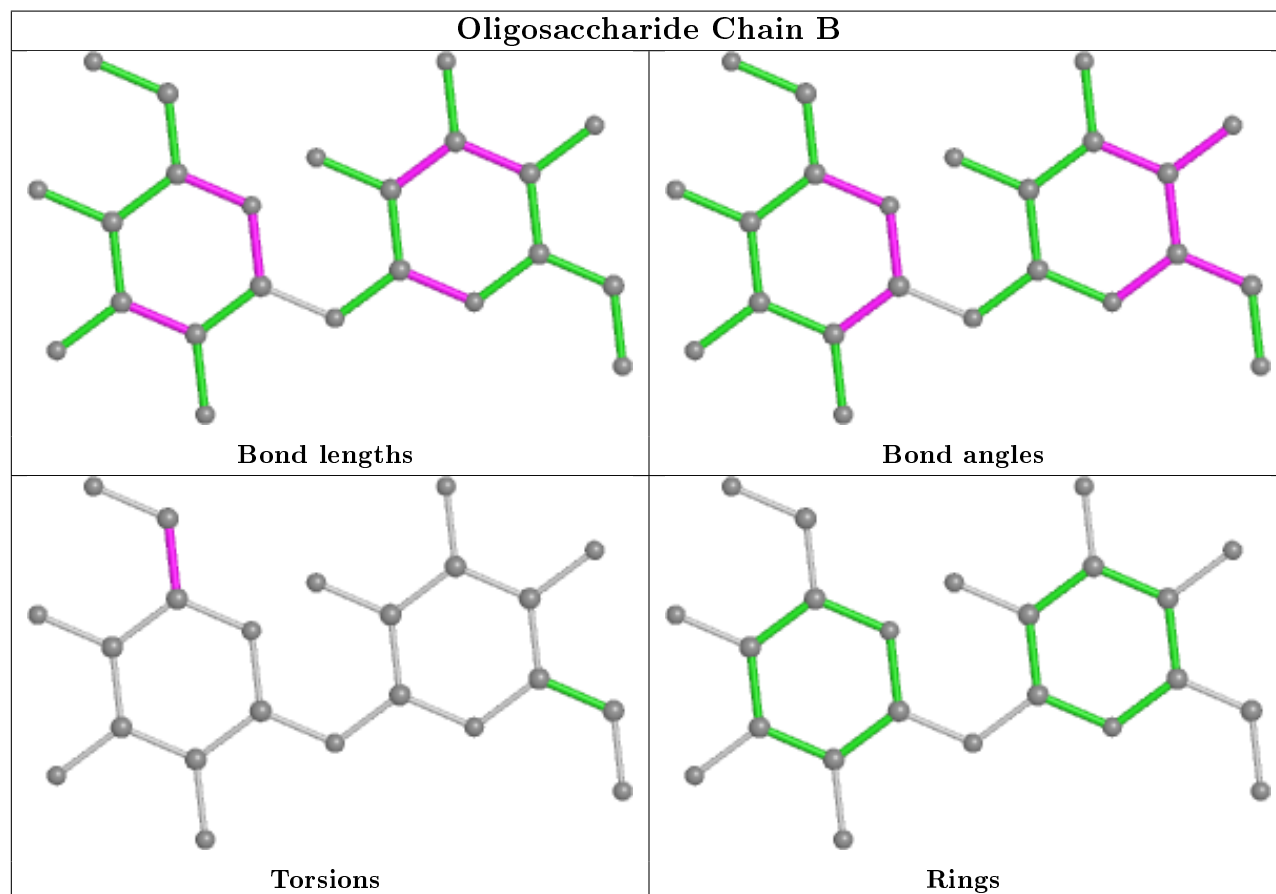 Oligosaccharide Chain B
Bond lengths
Bond angles
Torsions
Rings